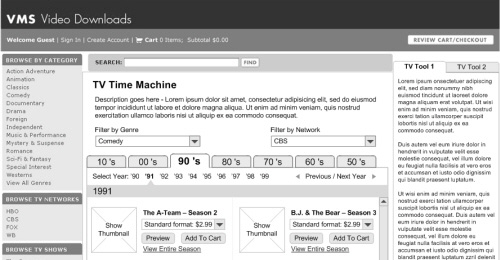 VMS Video Downloads
Welcome Guest | Sign In | Create Account | Cart 0 Items; Subtotal $0.00
REVIEW CART/CHECKOUT
BROWSE BY CATEGORY
Action Adventure
Animation
Classics
Comedy
Documentary
Drama
Foreign
Independent
Music & Performance
Mystery & Suspense
Romance
Sci-fi & Fantasy
Special Interest
Westerns
View All Genres
BROWSE TV NETWORKS
HBO
CBS
FOX
WB
BROWSE TV SHOWS
SEARCH:
FIND
TV Time Machine
Description goes here - Lorem ipsum dolor sit amet, consectetur adipisicing elit, sed do eiusmod
tempor incididunt ut labore et dolore magna aliqua. Ut enim ad minim veniam, quis nostrud
exercitation ullamco laboris nisi ut aliquip ex ea commodo consequat.
Filter by Genre
Comedy
Filter by Network
CBS
10 's
00 's
90 's
80 's
70 's
60 's
50 's
Select Year: '90 '91 '92 '93 '94 '95 '96 '97 '98 '99
Previous / Next Year
1991
Show
Thumbnail
The A-Team – Season 2
Standard format: $2.99
Preview
Add To Cart
View Entire Season
Show
Thumbnail
B.J. & The Bear – Season 3
Standard format: $2.99
Preview
Add To Cart
View Entire Season
TV Tool 1
TV Tool 2
Lorem ipsum onsectetuer adipiscing
elit, sed diam nonummy nibh
euismod tincidunt ut laoreet dolore
magna aliquam erat volutpat. Ut wisi
enim ad minim veniam, quis nostrud
exerci tation ullamcorper suscipit
lobortis nisl ut aliquip ex ea
commodo consequat.
Duis autem vel eum iriure dolor in
hendrerit in vulputate velit esse
molestie consequat, vel illum dolore
eu feugiat nulla facilisis at vero eros et
accumsan et iusto odio dignissim qui
blandit praesent luptatum.
Ut wisi enim ad minim veniam, quis
nostrud exerci tation ullamcorper
suscipit lobortis nisl ut aliquip ex ea
commodo consequat. Duis autem vel
eum iriure dolor in hendrerit in
vulputate velit esse molestie
consequat, vel illum dolore eu
feugiat nulla facilisis at vero eros et
accumsan et iusto odio dignissim qui
blandit praesent luptatum zzril delenit